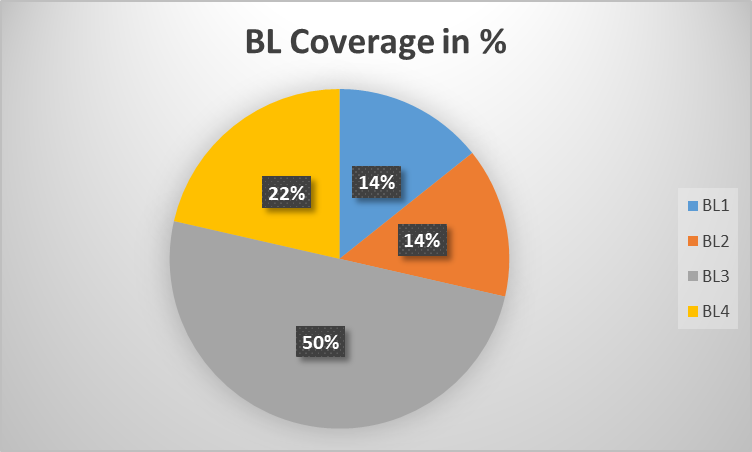 BL Coverage in %
14%
14%
50%
22%
BL1
BL2
BL3
BL4